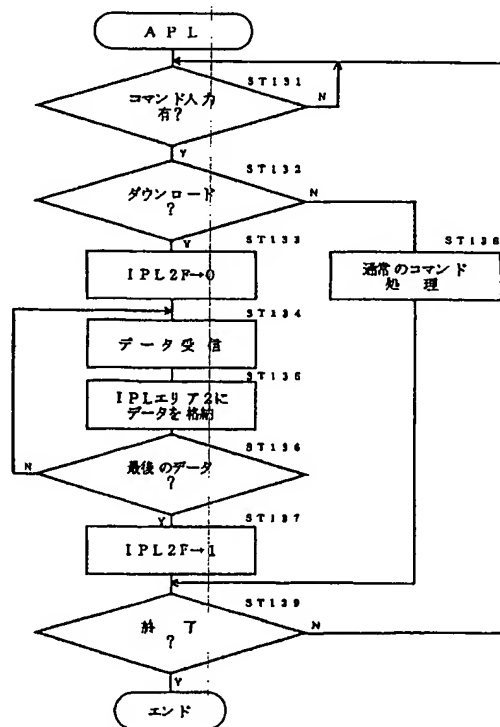 APL
ST131
コマンド入力
有?
N
Y
ST132
ダウンロード
?
N
Y
ST133
IPL2F→0
ST138
通常のコマンド
処理
ST134
データ受信
ST135
IPLエリア2に
データを格納
ST136
最後のデータ
?
N
Y
ST137
IPL2F→1
ST139
終了
?
N
Y
エンド